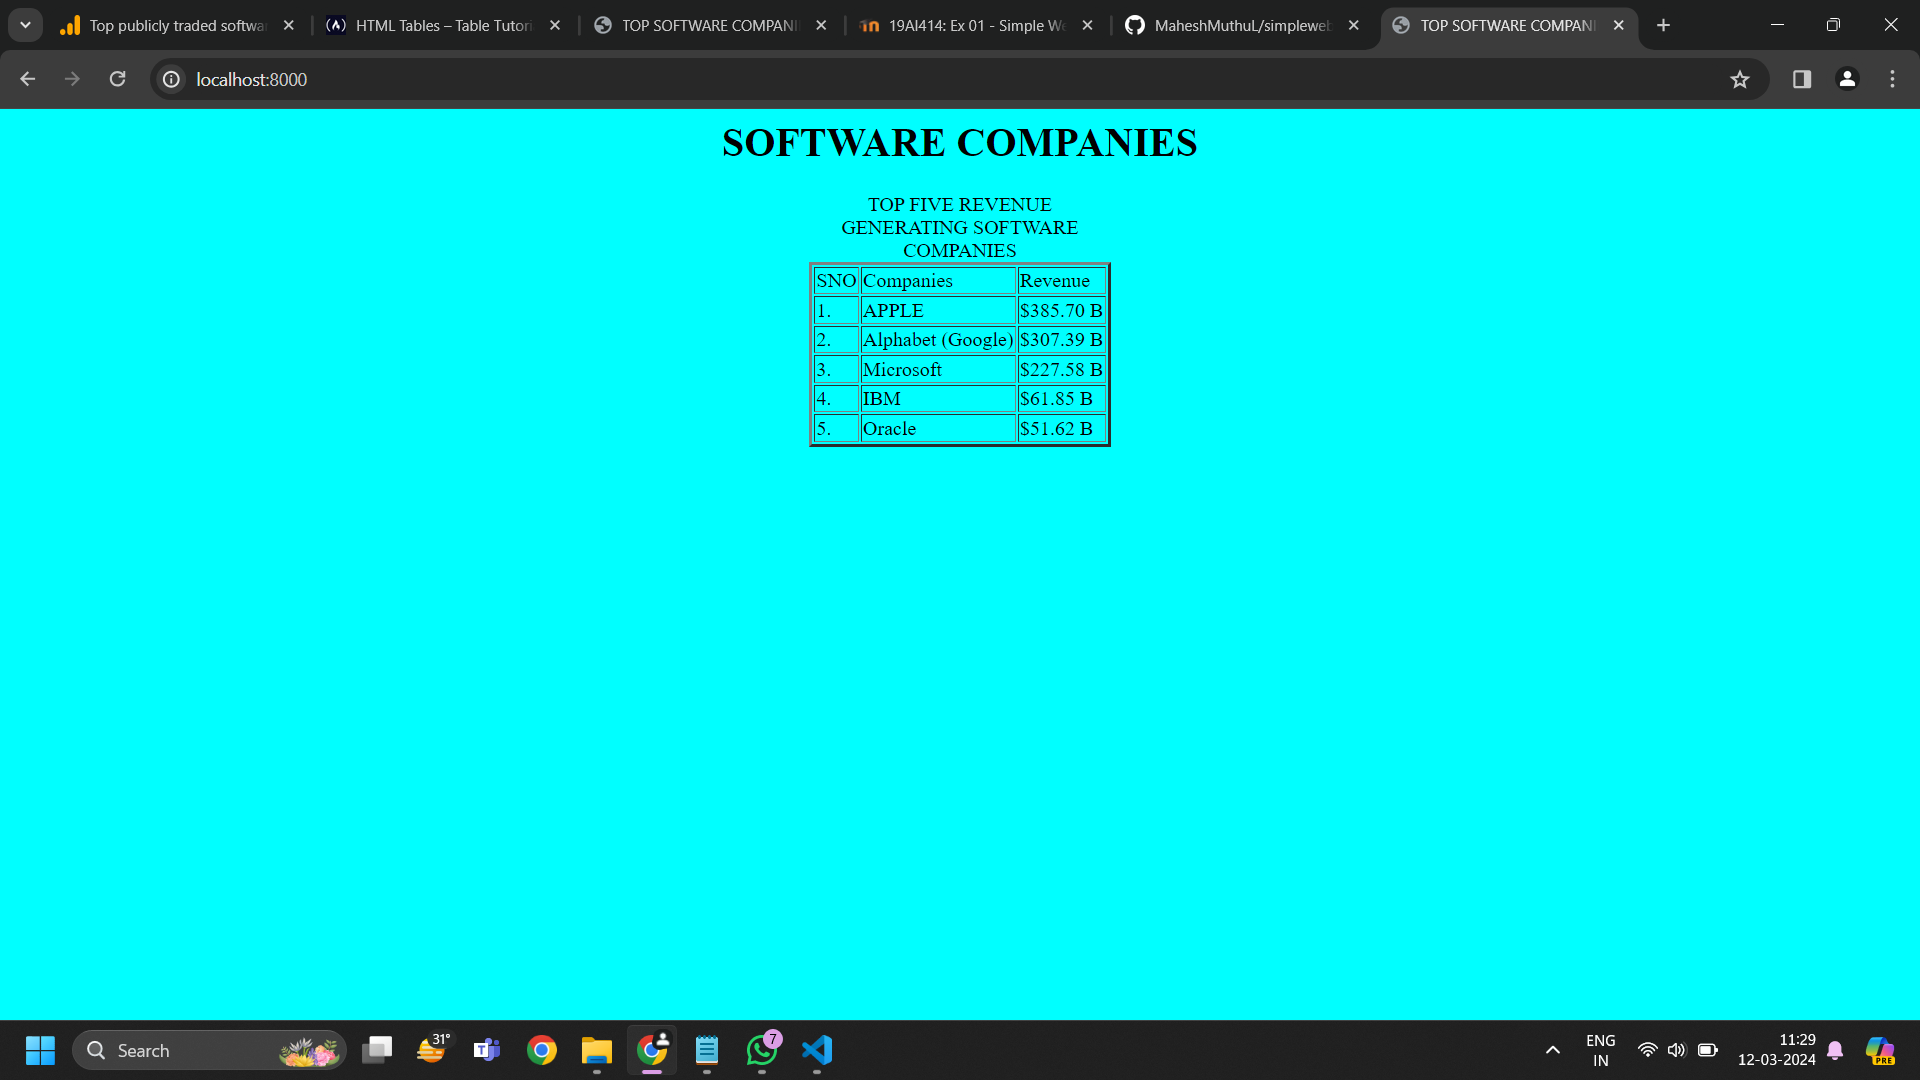 Top publicly traded softwa
HTML Tables – Table Tutori
TOP SOFTWARE COMPANI
19AI414: Ex 01 - Simple We
MaheshMuthuL/simpleweb
TOP SOFTWARE COMPANI
localhost:8000
SOFTWARE COMPANIES
TOP FIVE REVENUE
GENERATING SOFTWARE
COMPANIES
SNO Companies Revenue
1. APPLE $385.70 B
2. Alphabet (Google) $307.39 B
3. Microsoft $227.58 B
4. IBM $61.85 B
5. Oracle $51.62 B
Search
31°
7
ENG
IN
11:29
12-03-2024
PRE